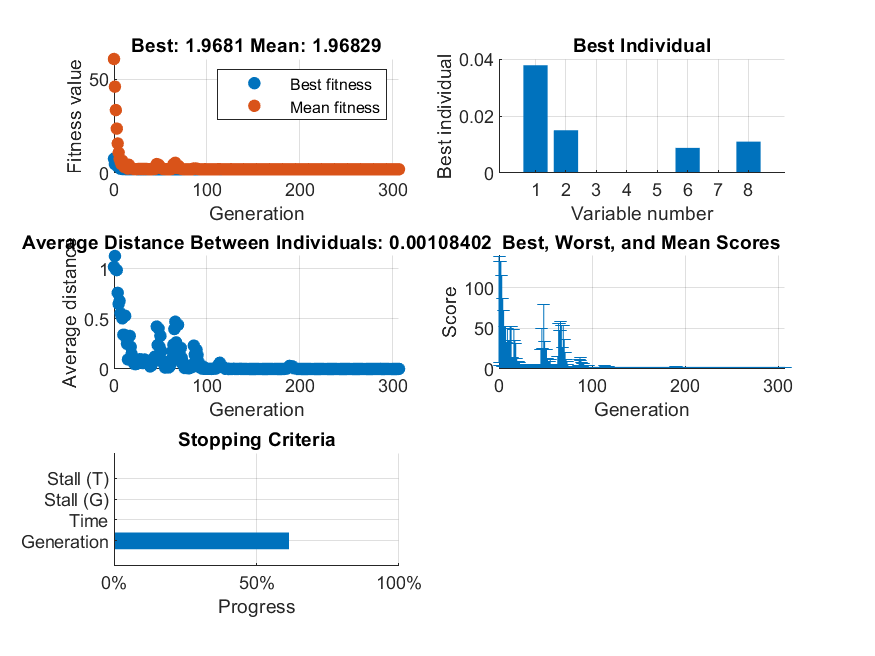 Best: 1.9681 Mean: 1.96829
Fitness value
50
0
Best fitness
Mean fitness
0 100 200 300
Generation
Best Individual
Best individual
0.04
0.02
0
1 2 3 4 5 6 7 8
Variable number
Average Distance Between Individuals: 0.00108402
Average distance
1
0.5
0
0 100 200 300
Generation
Best, Worst, and Mean Scores
Score
100
50
0
0 100 200 300
Generation
Stopping Criteria
Stall (T)
Stall (G)
Time
Generation
0% 50% 100%
Progress